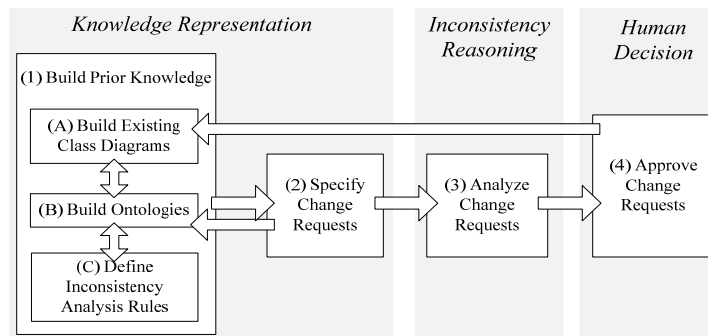 Knowledge Representation
Inconsistency
Reasoning
Human
Decision
(1) Build Prior Knowledge
(A) Build Existing
Class Diagrams
(B) Build Ontologies
(C) Define
Inconsistency
Analysis Rules
(2) Specify
Change
Requests
(3) Analyze
Change
Requests
(4) Approve
Change
Requests